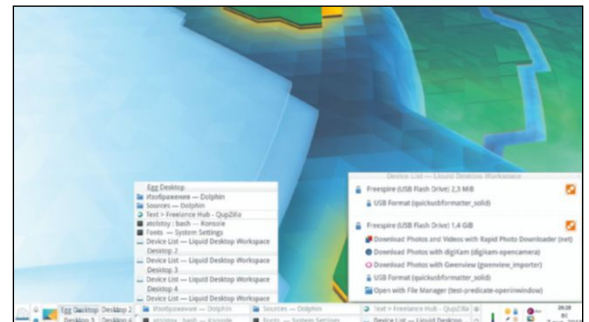 Egg Desktop
Изображения — Dolphin
Sources — Dolphin
Text > Freelance Hub - QupZilla
atolstoy : bash — Konsole
Fonts — System Settings
Device List — Liquid Desktop Workspace
Desktop 2
Device List — Liquid Desktop Workspace
Desktop 3
Device List — Liquid Desktop Workspace
Desktop 4
Device List — Liquid Desktop Workspace
Device List — Liquid Desktop Workspace
Freespire (USB Flash Drive) 2,3 MiB
USB Format (quickusbformatter_solid)
Freespire (USB Flash Drive) 1,4 GiB
Download Photos and Videos with Rapid Photo Downloader (net)
Download Photos with digiKam (digikam-opencamera)
Download Photos with Gwenview (gwenview_importer)
USB Format (quickusbformatter_solid)
Open with File Manager (test-predicate-openinwindow)
Egg Desktop Desktop 2
Изображения — Dolphin
Sources — Dolphin
Text > Freelance Hub - QupZilla
Desktop 3 Desktop 4
atolstoy : bash — Konsole
Fonts — System Settings
Device List — Liquid Desktop